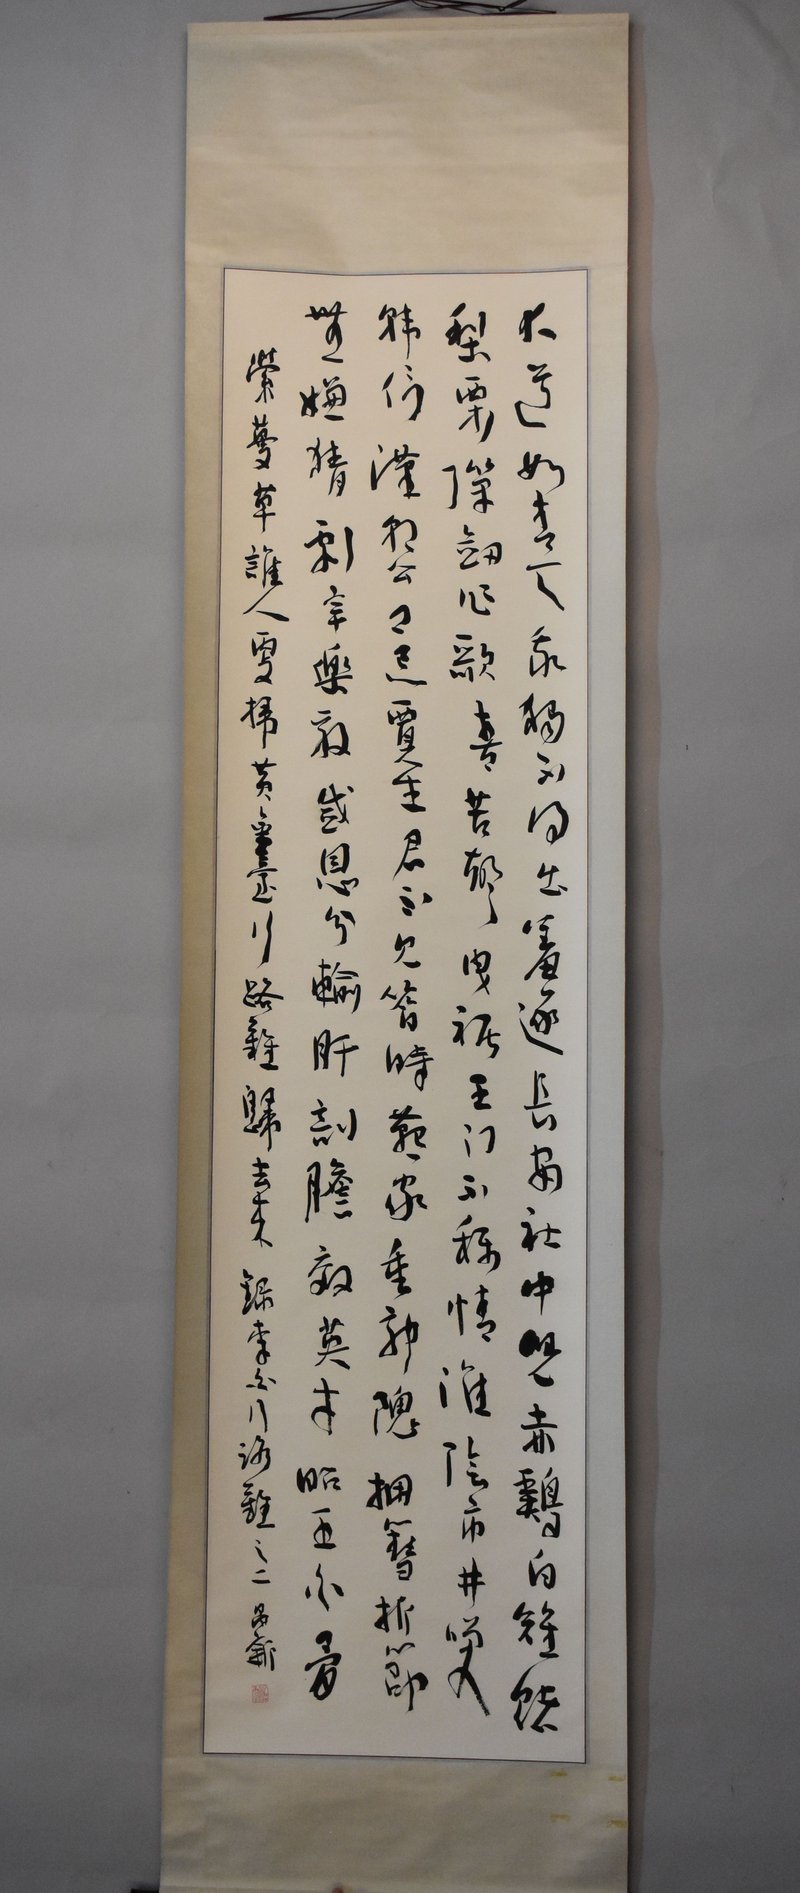 大道如青天我獨不得出羞逐長安社中兒赤鷄白雉賭
梨栗彈劍作歌奏苦聲曳裾王門不稱情淮陰市井笑
韓信漢朝公卿忌賈生君不見昔時燕家重郭隗擁篲折節
無嫌猜劇辛樂毅感恩分輸肝剖膽效英才昭王白骨
縈蔓草誰人更掃黃金臺行路難歸去來 錄李白行路難之二